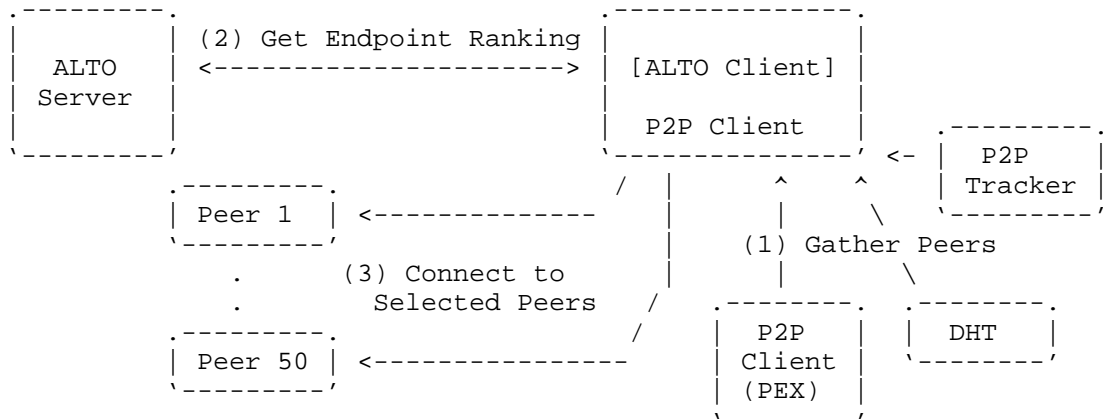 (2) Get Endpoint Ranking
ALTO
Server
[ALTO Client]
P2P Client
P2P
Tracker
Peer 1
(1) Gather Peers
(3) Connect to
Selected Peers
Peer 50
P2P
Client
(PEX)
DHT